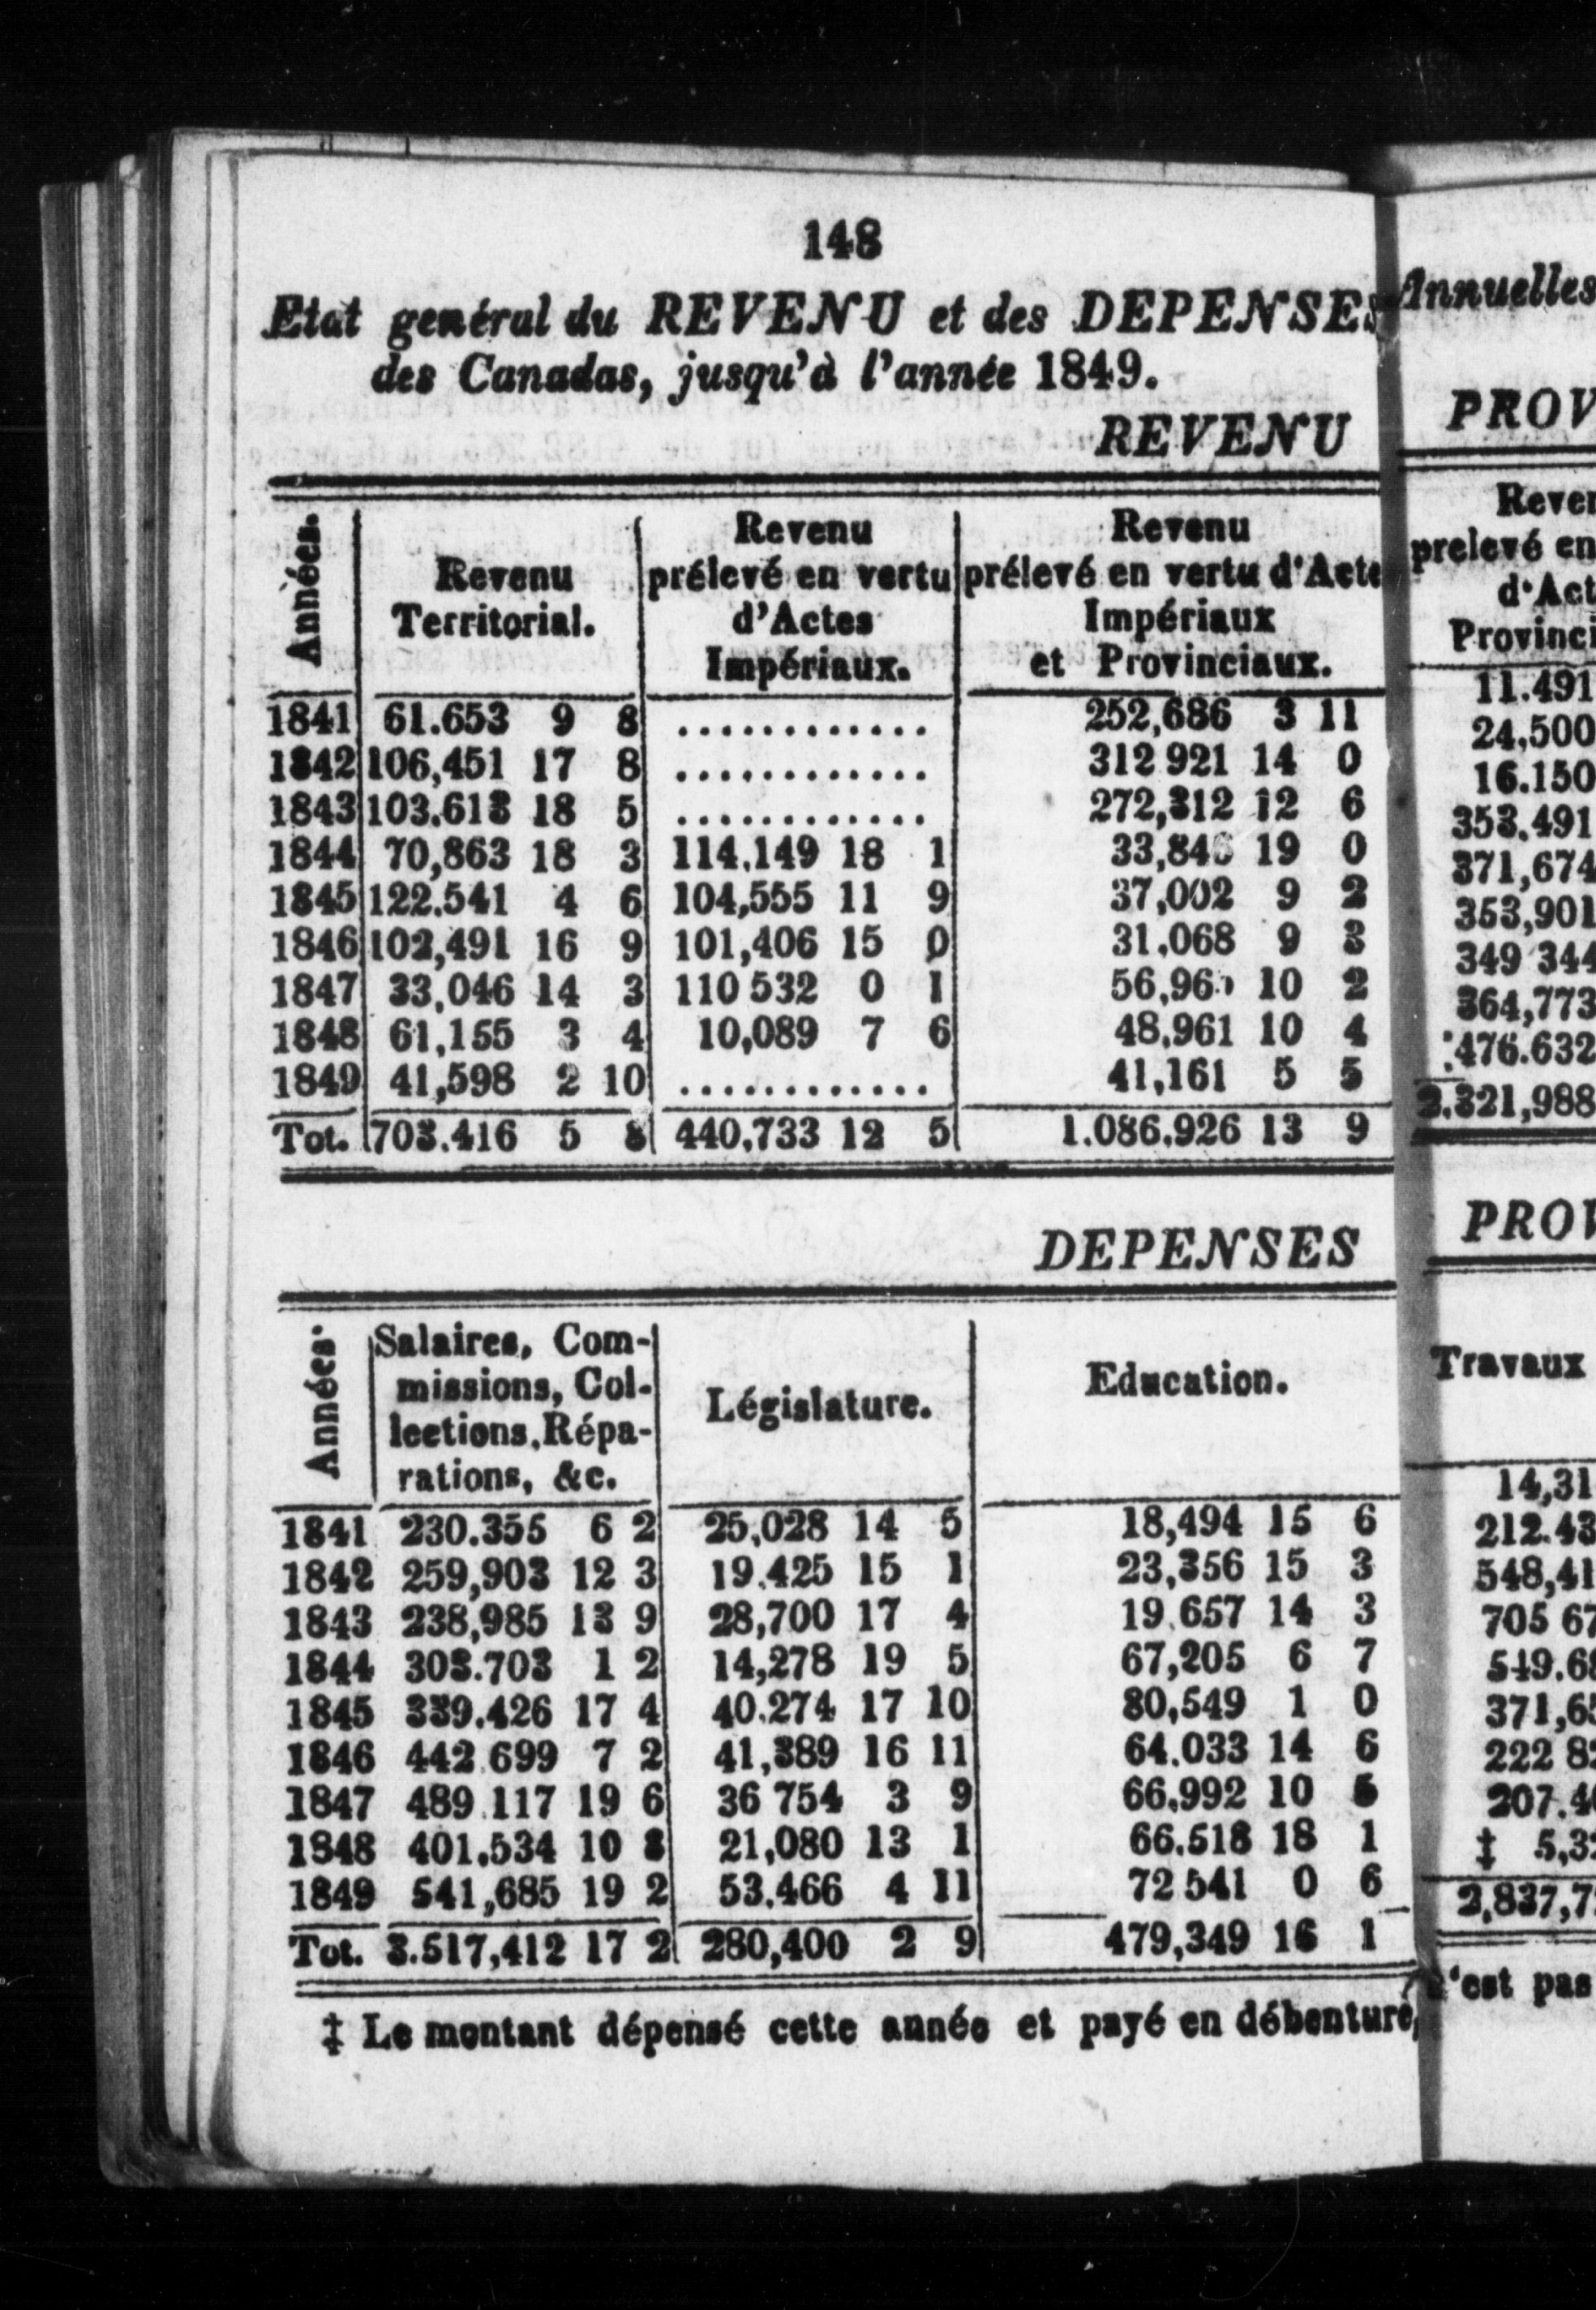 148
Etat genéral du REVENU et des DEPENSES
des Canadas, jusqu'à l'année 1849.
REVENU
Années. Revenu Territorial. Revenu prélevé en vertu d'Actes Impériaux. Revenu prélevé en vertu d'Acte Impériaux et Provinciaux.
1841 61.653 9 8 ............ 252,686 3 11
1842 106,451 17 8 ............ 312 921 14 0
1843 103.613 18 5 ............ 272,312 12 6
1844 70,863 18 3 114.149 18 1 19 0
1845 122.541 4 6 104,555 11 9 37,002 9 2
1846 102,491 16 9 101,406 15 0 31.068 9 3
1847 33,046 14 3 110 532 0 1 10 2
1848 61,155 3 4 10,089 7 6 48,961 10 4
1849 41,598 2 10 ............ 41,161 5 5
Tot. 703.416 5 8 440,733 12 5 1.086.926 13 9
DEPENSES
Années. Salaires, Commissions, Collections, Réparations, &c. Législature. Education.
1841 230.355 6 2 25,028 14 5 18,494 15 6
1842 259,903 12 3 19.425 15 1 23,356 15 3
1843 238,985 13 9 28,700 17 4 19.657 14 3
1844 303.703 1 2 14,278 19 5 67,205 6 7
1845 339.426 17 4 40.274 17 10 80,549 1 0
1846 442 699 7 2 41,389 16 11 64.033 14 6
1847 489 117 19 6 36 754 3 9 66,992 10 5
1848 401,534 10 8 21,080 13 1 66.518 18 1
1849 541,685 19 2 53.466 4 11 72 541 0 6
Tot. 3.517,412 17 2 280,400 2 9 479,349 16 1
‡ Le montant dépensé cette année et payé en débenture,
Annuelles
PROV
Reven
prelevé en
d'Act
Provinci
11.491
24,500
16.150
353,491
371,674
353,901
349 344
364,773
476.632
2.321,988
PROV
Travaux
14,31
212.43
548,41
705 67
549.68
371,65
222 8
207.4
‡ 5,3
2,837,7
n'est pas